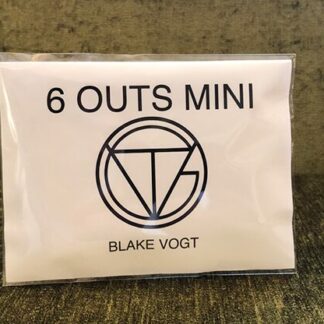 6 OUTS MINI
BLAKE VOGT